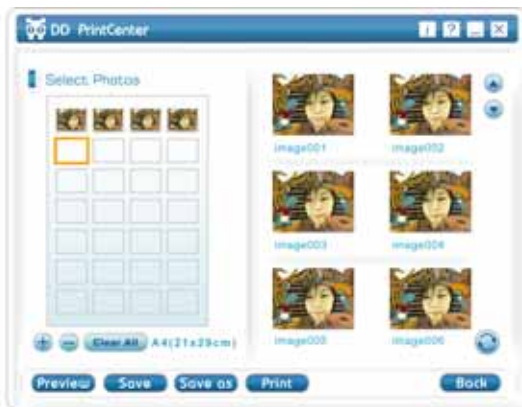 DD PrintCenter
i ? _ X
Select Photos
image001 image002
image003 image004
image005 image006
Clear All A4(21x29cm)
Preview Save Save as Print Back